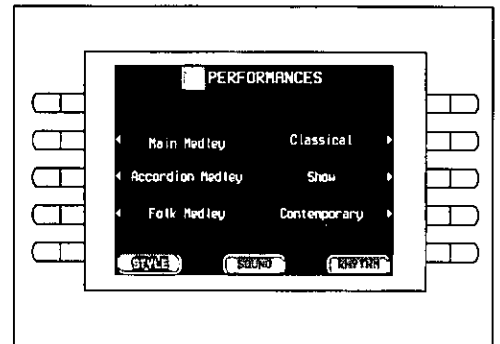 PERFORMANCES
Main Medley Classical
Accordion Medley Show
Folk Medley Contemporary
STYLE SOUND RHYTHM